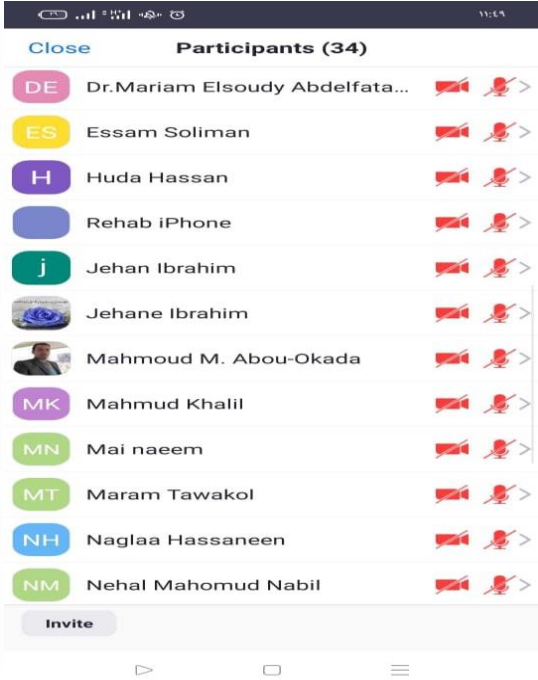 ١١:٤٩
Close Participants (34)
DE Dr.Mariam Elsoudy Abdelfata...
ES Essam Soliman
H Huda Hassan
Rehab iPhone
j Jehan Ibrahim
Jehane Ibrahim
Mahmoud M. Abou-Okada
MK Mahmud Khalil
MN Mai naeem
MT Maram Tawakol
NH Naglaa Hassaneen
NM Nehal Mahomud Nabil
Invite